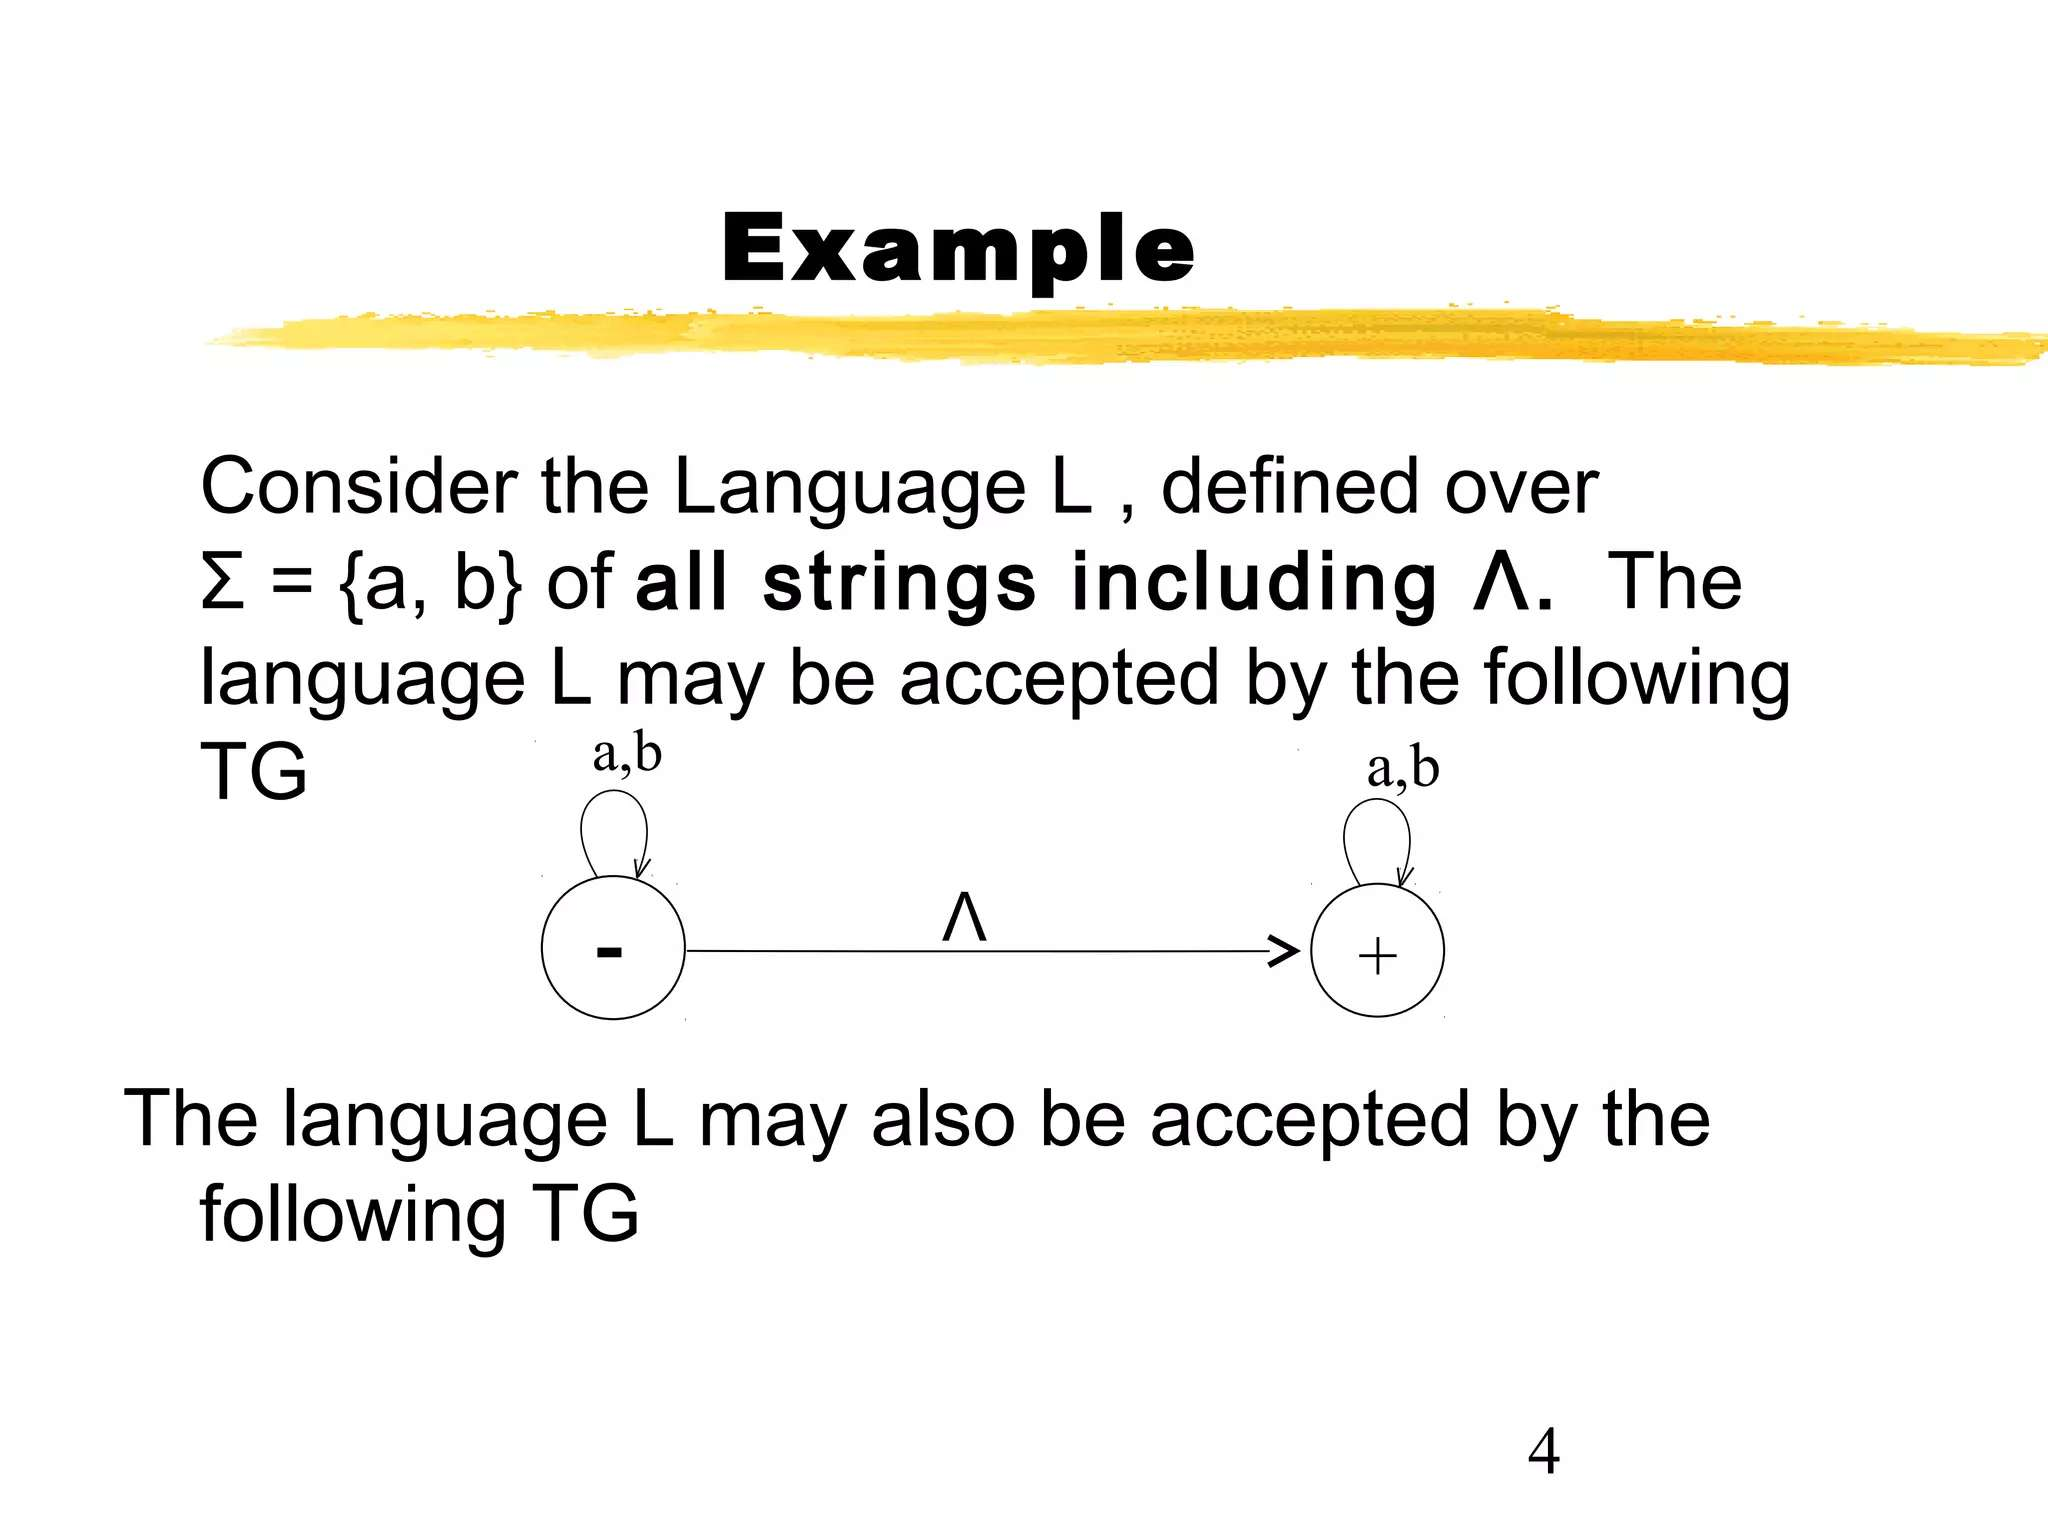 Example
Consider the Language L , defined over
Σ = {a, b} of all strings including Λ. The
language L may be accepted by the following
TG
a,b
a,b
Λ
-
+
The language L may also be accepted by the
following TG
4